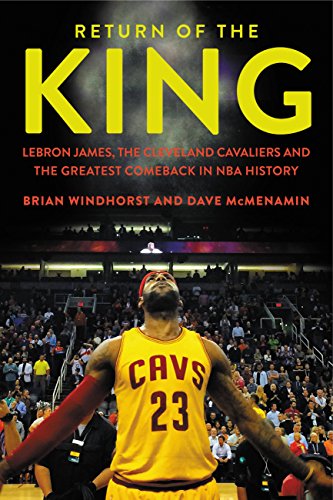 RETURN OF THE
KING
LEBRON JAMES, THE CLEVELAND CAVALIERS AND
THE GREATEST COMEBACK IN NBA HISTORY
BRIAN WINDHORST AND DAVE McMENAMIN
CAVS
23